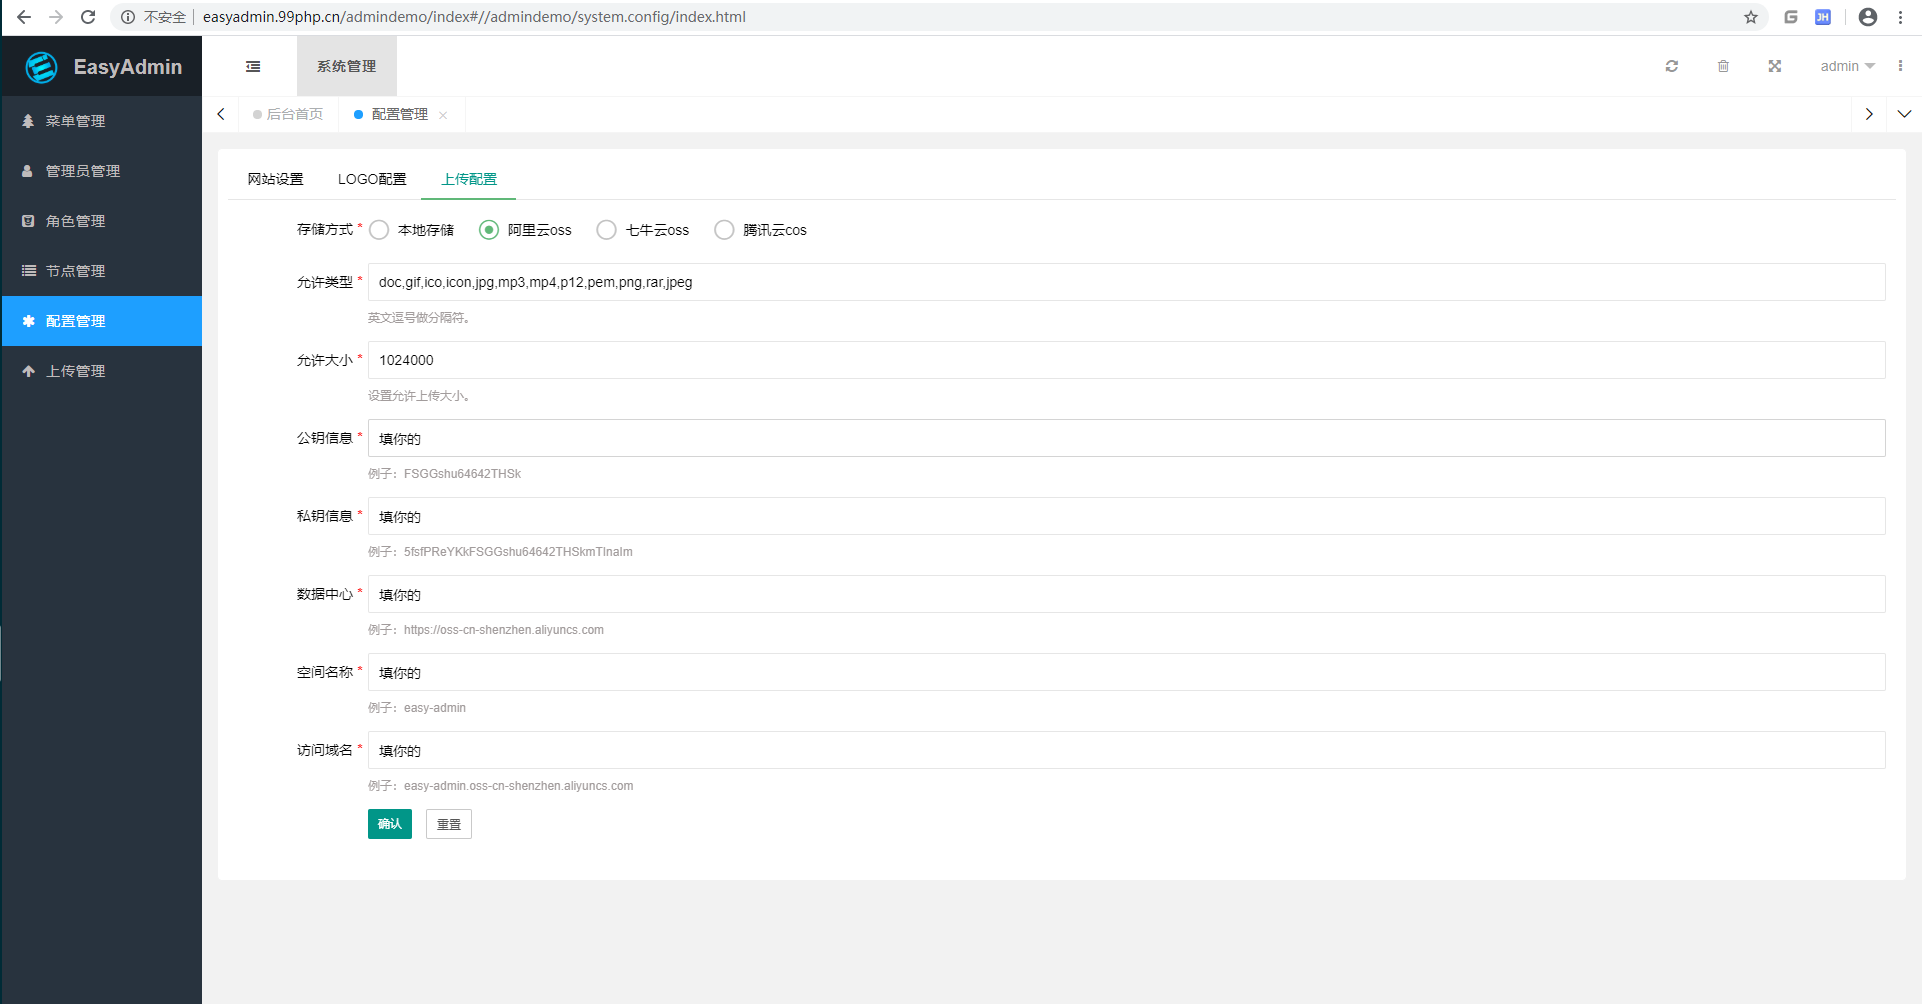 不安全 easyadmin.99php.cn/admindemo/index#//admindemo/system.config/index.html
EasyAdmin
系统管理
admin
后台首页
配置管理
菜单管理
管理员管理
角色管理
节点管理
配置管理
上传管理
网站设置 LOGO配置 上传配置
存储方式 * 本地存储 阿里云oss 七牛云oss 腾讯云cos
允许类型 * doc,gif,ico,icon,jpg,mp3,mp4,p12,pem,png,rar,jpeg
英文逗号做分隔符。
允许大小 * 1024000
设置允许上传大小。
公钥信息 * 填你的
例子：FSGGshu64642THSk
私钥信息 * 填你的
例子：5fsfPReYKkFSGGshu64642THSkmTInaIm
数据中心 * 填你的
例子：https://oss-cn-shenzhen.aliyuncs.com
空间名称 * 填你的
例子：easy-admin
访问域名 * 填你的
例子：easy-admin.oss-cn-shenzhen.aliyuncs.com
确认 重置